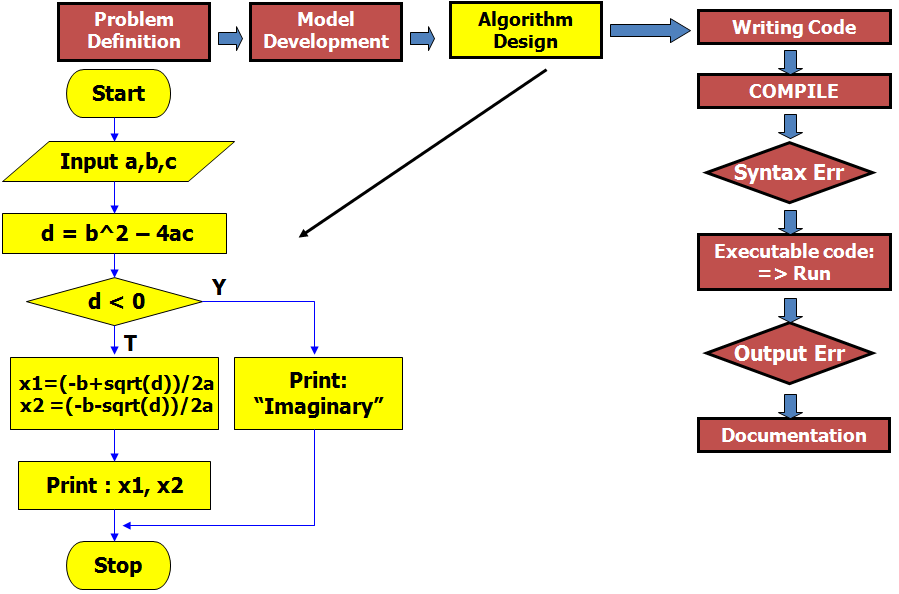 Problem
Definition
Model
Development
Algorithm
Design
Writing Code
COMPILE
Syntax Err
Executable code:
=> Run
Output Err
Documentation
Start
Input a,b,c
d = b^2 – 4ac
d < 0
Y
T
x1=(-b+sqrt(d))/2a
x2 =(-b-sqrt(d))/2a
Print:
“Imaginary”
Print : x1, x2
Stop